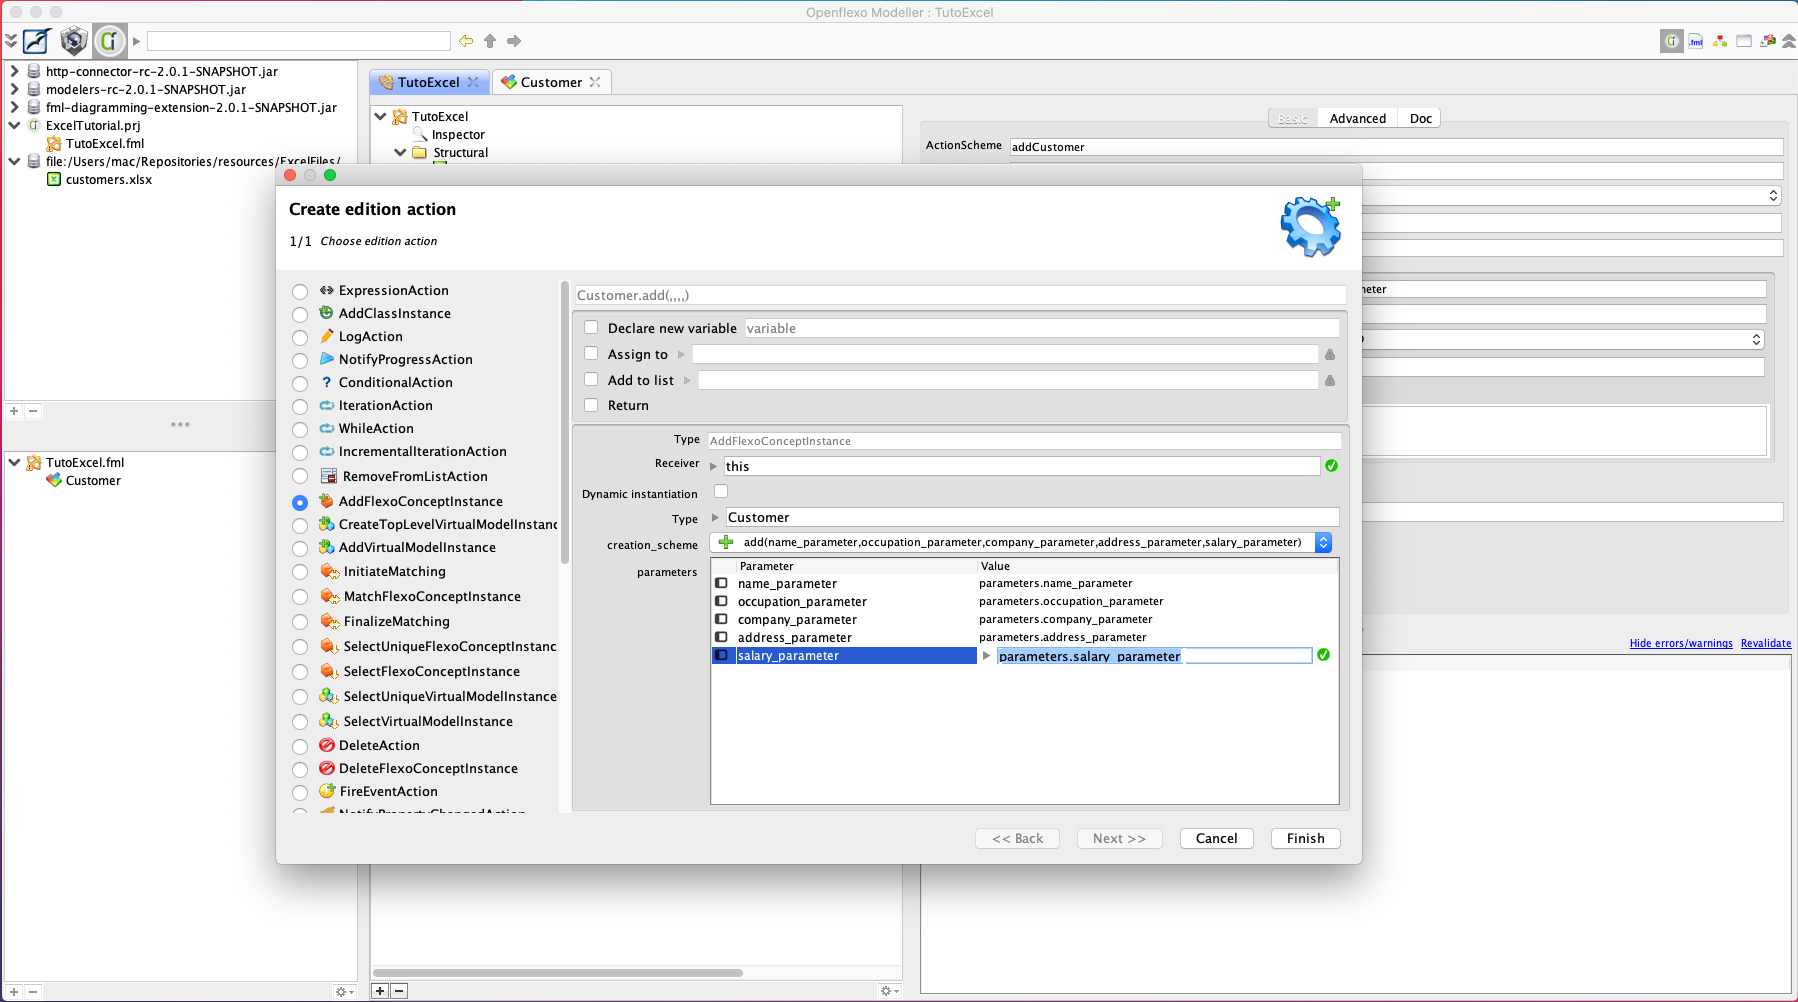 Openflexo Modeller : TutoExcel
http-connector-rc-2.0.1-SNAPSHOT.jar
modelers-rc-2.0.1-SNAPSHOT.jar
fml-diagramming-extension-2.0.1-SNAPSHOT.jar
ExcelTutorial.prj
TutoExcel.fml
file:/Users/mac/Repositories/resources/ExcelFiles/
customers.xlsx
TutoExcel.fml
Customer
TutoExcel
Customer
TutoExcel
Inspector
Structural
Basic
Advanced
Doc
ActionScheme
addCustomer
Hide errors/warnings
Revalidate
Create edition action
1/1 Choose edition action
ExpressionAction
AddClassInstance
LogAction
NotifyProgressAction
ConditionalAction
IterationAction
WhileAction
IncrementalIterationAction
RemoveFromListAction
AddFlexoConceptInstance
CreateTopLevelVirtualModelInstanc
AddVirtualModelInstance
InitiateMatching
MatchFlexoConceptInstance
FinalizeMatching
SelectUniqueFlexoConceptInstanc
SelectFlexoConceptInstance
SelectUniqueVirtualModelInstance
SelectVirtualModelInstance
DeleteAction
DeleteFlexoConceptInstance
FireEventAction
NotifyPropertyChangedAction
Customer.add(,,,,)
Declare new variable variable
Assign to
Add to list
Return
Type AddFlexoConceptInstance
Receiver this
Dynamic instantiation
Type Customer
creation_scheme add(name_parameter,occupation_parameter,company_parameter,address_parameter,salary_parameter)
parameters
Parameter Value
name_parameter parameters.name_parameter
occupation_parameter parameters.occupation_parameter
company_parameter parameters.company_parameter
address_parameter parameters.address_parameter
salary_parameter parameters.salary_parameter
<< Back
Next >>
Cancel
Finish